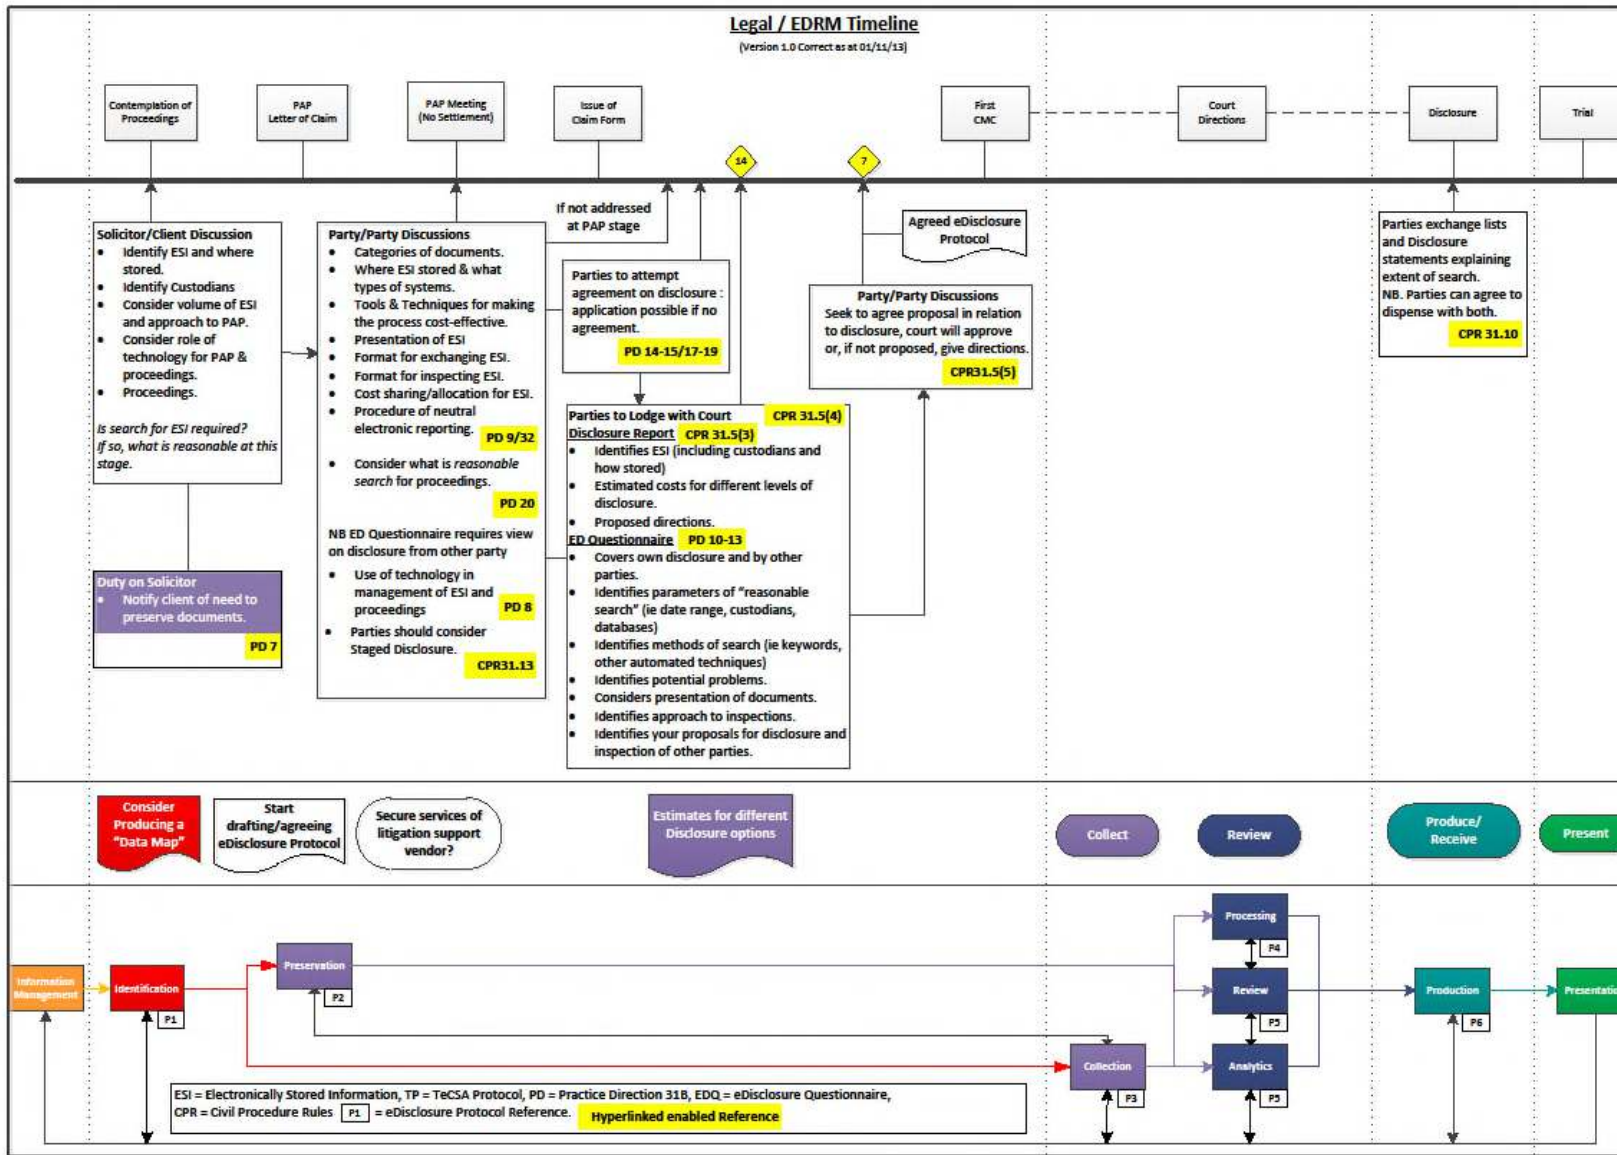 Legal / EDRM Timeline
(Version 1.0 Correct as at 01/11/13)
Contemplation of
Proceedings
PAP
Letter of Claim
PAP Meeting
(No Settlement)
Issue of
Claim Form
First
CMC
Court
Directions
Disclosure
Trial
14
7
Solicitor/Client Discussion
• Identify ESI and where
stored.
• Identify Custodians
• Consider volume of ESI
and approach to PAP.
• Consider role of
technology for PAP &
proceedings.
• Proceedings.
Is search for ESI required?
If so, what is reasonable at this
stage.
Duty on Solicitor
• Notify client of need to
preserve documents.
PD 7
Party/Party Discussions
• Categories of documents.
• Where ESI stored & what
types of systems.
• Tools & Techniques for making
the process cost-effective.
• Presentation of ESI
• Format for exchanging ESI.
• Format for inspecting ESI.
• Cost sharing/allocation for ESI.
• Procedure of neutral
electronic reporting.
PD 9/32
• Consider what is reasonable
search for proceedings.
PD 20
NB ED Questionnaire requires view
on disclosure from other party
• Use of technology in
management of ESI and
proceedings
PD 8
• Parties should consider
Staged Disclosure.
CPR31.13
If not addressed
at PAP stage
Parties to attempt
agreement on disclosure :
application possible if no
agreement.
PD 14-15/17-19
Parties to Lodge with Court CPR 31.5(4)
Disclosure Report CPR 31.5(3)
• Identifies ESI (including custodians and
how stored)
• Estimated costs for different levels of
disclosure.
• Proposed directions.
ED Questionnaire PD 10-13
• Covers own disclosure and by other
parties.
• Identifies parameters of “reasonable
search” (ie date range, custodians,
databases)
• Identifies methods of search (ie keywords,
other automated techniques)
• Identifies potential problems.
• Considers presentation of documents.
• Identifies approach to inspections.
• Identifies your proposals for disclosure and
inspection of other parties.
Agreed eDisclosure
Protocol
Party/Party Discussions
Seek to agree proposal in relation
to disclosure, court will approve
or, if not proposed, give directions.
CPR31.5(5)
Parties exchange lists
and Disclosure
statements explaining
extent of search.
NB. Parties can agree to
dispense with both.
CPR 31.10
Consider
Producing a
“Data Map”
Start
drafting/agreeing
eDisclosure Protocol
Secure services of
litigation support
vendor?
Estimates for different
Disclosure options
Collect
Review
Produce/
Receive
Present
Information
Management
Identification
P1
Preservation
P2
Collection
P3
Processing
P4
Review
P5
Analytics
P5
Production
P6
Presentatio
ESI = Electronically Stored Information, TP = TeCSA Protocol, PD = Practice Direction 31B, EDQ = eDisclosure Questionnaire,
CPR = Civil Procedure Rules P1 = eDisclosure Protocol Reference. Hyperlinked enabled Reference